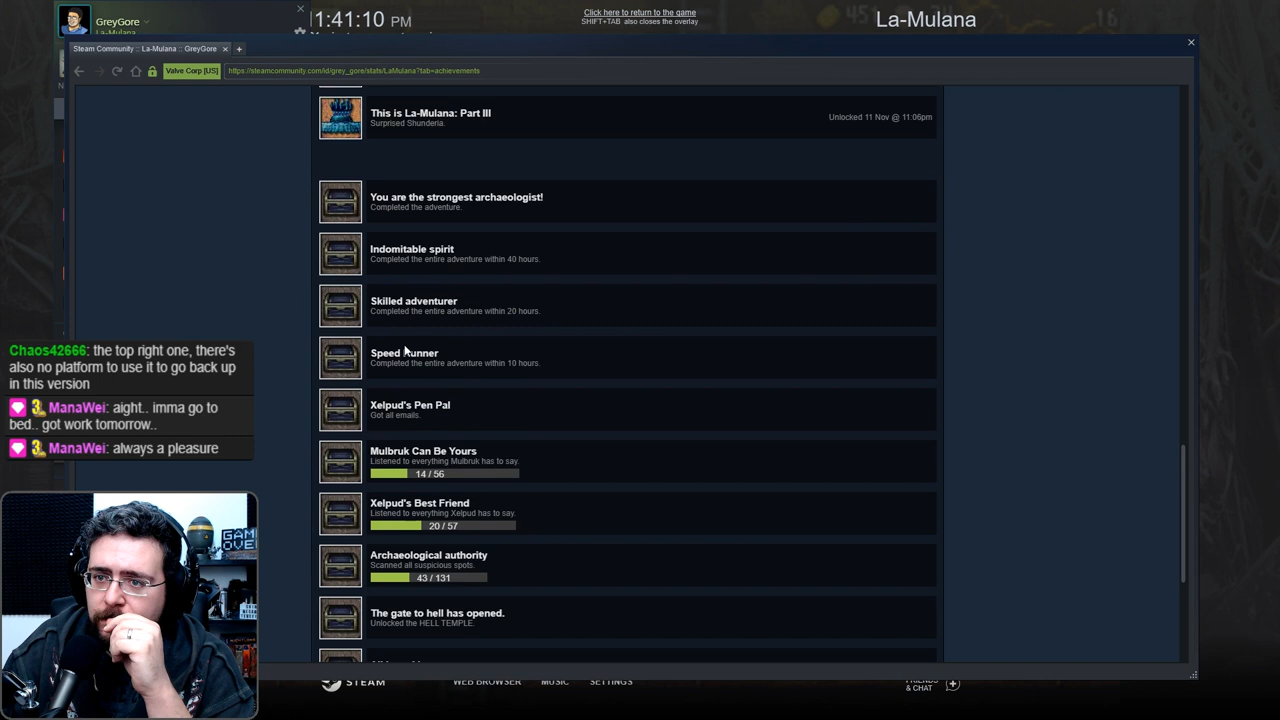 GreyGore
La-Mulana
1:41:10 PM
Click here to return to the game
SHIFT+TAB also closes the overlay
La-Mulana
Steam Community :: La-Mulana :: GreyGore
Valve Corp [US]
https://steamcommunity.com/id/grey_gore/stats/LaMulana?tab=achievements
This is La-Mulana: Part III
Surprised Shunderia.
Unlocked 11 Nov @ 11:06pm
You are the strongest archaeologist!
Completed the adventure.
Indomitable spirit
Completed the entire adventure within 40 hours.
Skilled adventurer
Completed the entire adventure within 20 hours.
Speed Runner
Completed the entire adventure within 10 hours.
Xelpud's Pen Pal
Got all emails.
Mulbruk Can Be Yours
Listened to everything Mulbruk has to say.
14 / 56
Xelpud's Best Friend
Listened to everything Xelpud has to say.
20 / 57
Archaeological authority
Scanned all suspicious spots.
43 / 131
The gate to hell has opened.
Unlocked the HELL TEMPLE.
Chaos42666: the top right one, there's
also no platform to use it to go back up
in this version
3 ManaWei: aight.. imma go to
bed.. got work tomorrow..
3 ManaWei: always a pleasure
GAME
OVER
STEAM
WEB BROWSER
MUSIC
SETTINGS
FRIENDS
& CHAT